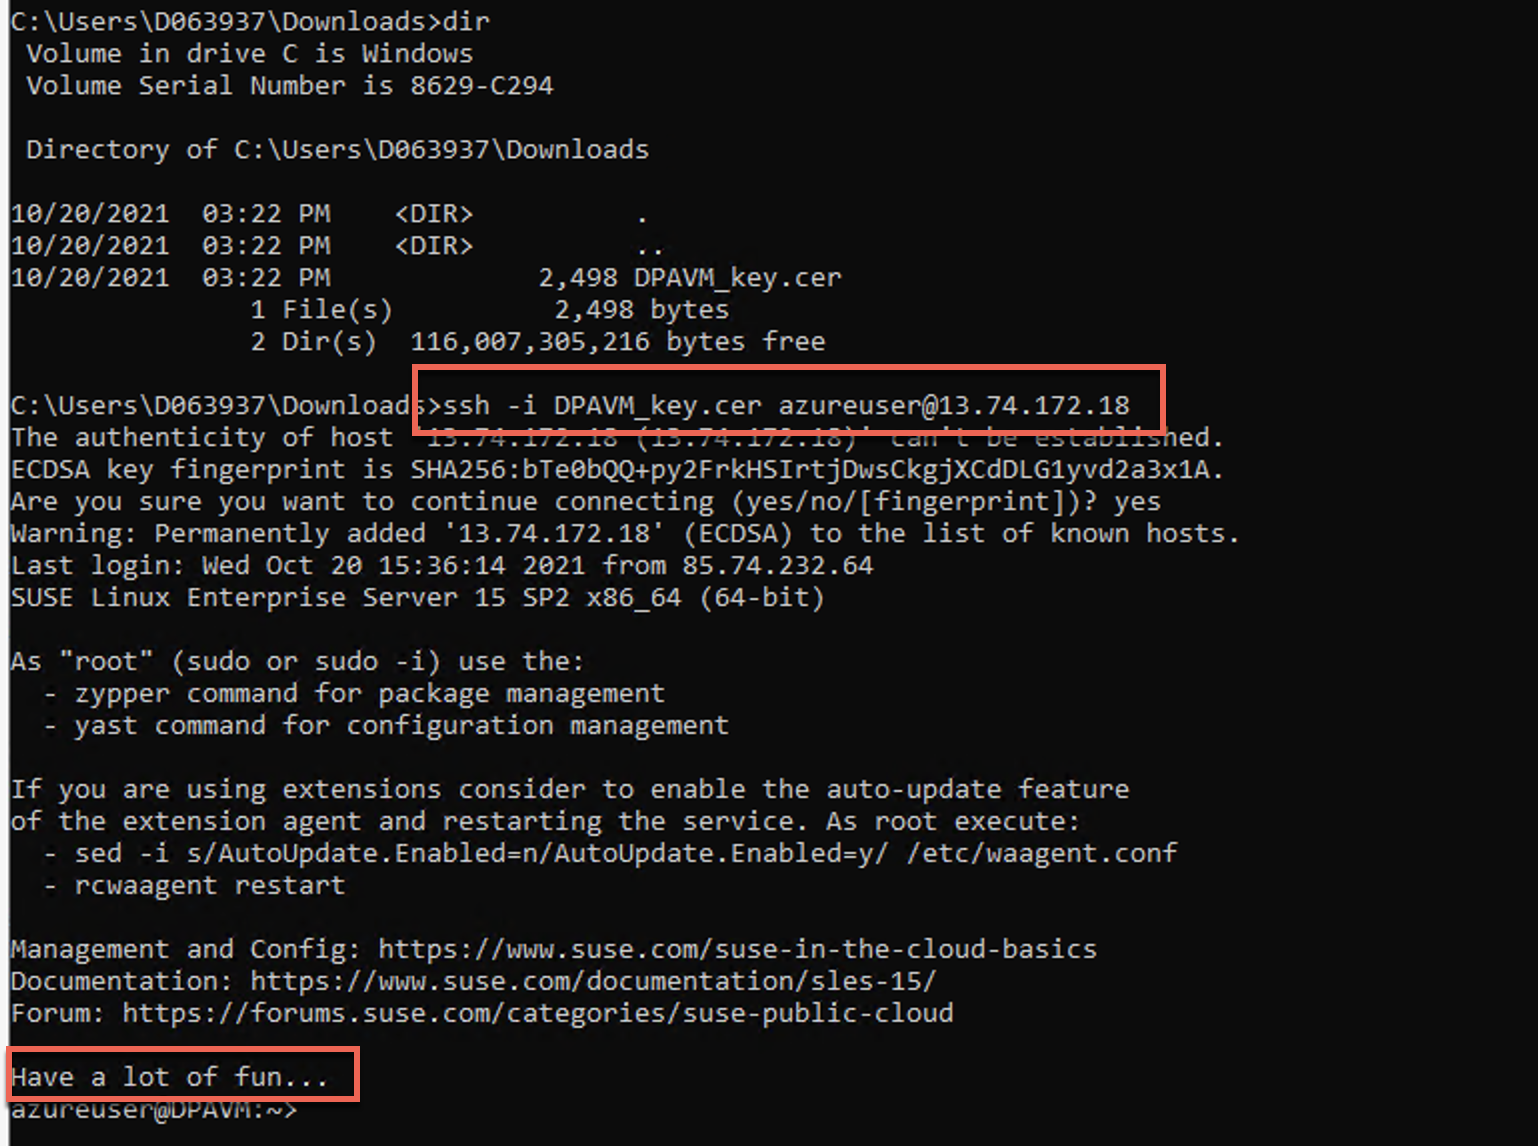 C:\Users\D063937\Downloads>dir
 Volume in drive C is Windows
 Volume Serial Number is 8629-C294

 Directory of C:\Users\D063937\Downloads

10/20/2021  03:22 PM    <DIR>          .
10/20/2021  03:22 PM    <DIR>          ..
10/20/2021  03:22 PM             2,498 DPAVM_key.cer
               1 File(s)          2,498 bytes
               2 Dir(s)  116,007,305,216 bytes free

C:\Users\D063937\Downloads>ssh -i DPAVM_key.cer azureuser@13.74.172.18
The authenticity of host '13.74.172.18 (13.74.172.18)' can't be established.
ECDSA key fingerprint is SHA256:bTe0bQQ+py2FrkHSIrtjDwsCkgjXCdDLG1yvd2a3x1A.
Are you sure you want to continue connecting (yes/no/[fingerprint])? yes
Warning: Permanently added '13.74.172.18' (ECDSA) to the list of known hosts.
Last login: Wed Oct 20 15:36:14 2021 from 85.74.232.64
SUSE Linux Enterprise Server 15 SP2 x86_64 (64-bit)

As "root" (sudo or sudo -i) use the:
  - zypper command for package management
  - yast command for configuration management

If you are using extensions consider to enable the auto-update feature
of the extension agent and restarting the service. As root execute:
  - sed -i s/AutoUpdate.Enabled=n/AutoUpdate.Enabled=y/ /etc/waagent.conf
  - rcwaagent restart

Management and Config: https://www.suse.com/suse-in-the-cloud-basics
Documentation: https://www.suse.com/documentation/sles-15/
Forum: https://forums.suse.com/categories/suse-public-cloud

Have a lot of fun...
azureuser@DPAVM:~>